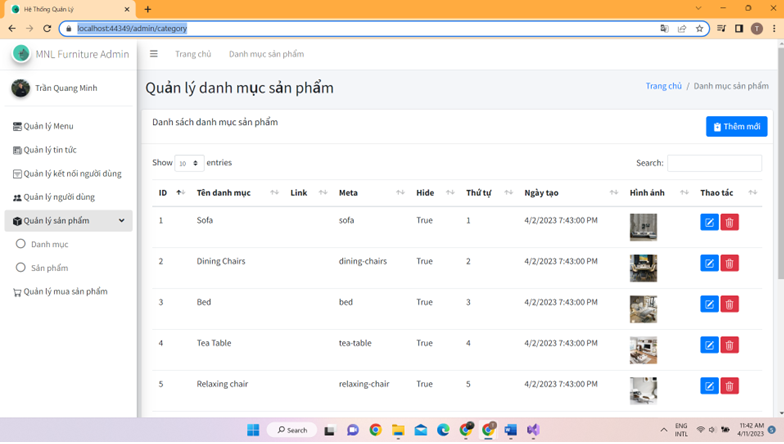 Hệ Thống Quản Lý
localhost:44349/admin/category
T
MNL Furniture Admin
Trang chủ Danh mục sản phẩm
Trần Quang Minh
Quản lý danh mục sản phẩm
Trang chủ / Danh mục sản phẩm
Quản lý Menu
Quản lý tin tức
Quản lý kết nối người dùng
Quản lý người dùng
Quản lý sản phẩm
Danh mục
Sản phẩm
Quản lý mua sản phẩm
Danh sách danh mục sản phẩm
Thêm mới
Show 10 entries
Search:
ID Tên danh mục Link Meta Hide Thứ tự Ngày tạo Hình ảnh Thao tác
1 Sofa sofa True 1 4/2/2023 7:43:00 PM
2 Dining Chairs dining-chairs True 2 4/2/2023 7:43:00 PM
3 Bed bed True 3 4/2/2023 7:43:00 PM
4 Tea Table tea-table True 4 4/2/2023 7:43:00 PM
5 Relaxing chair relaxing-chair True 5 4/2/2023 7:43:00 PM
Search
ENG
INTL
11:42 AM
4/11/2023